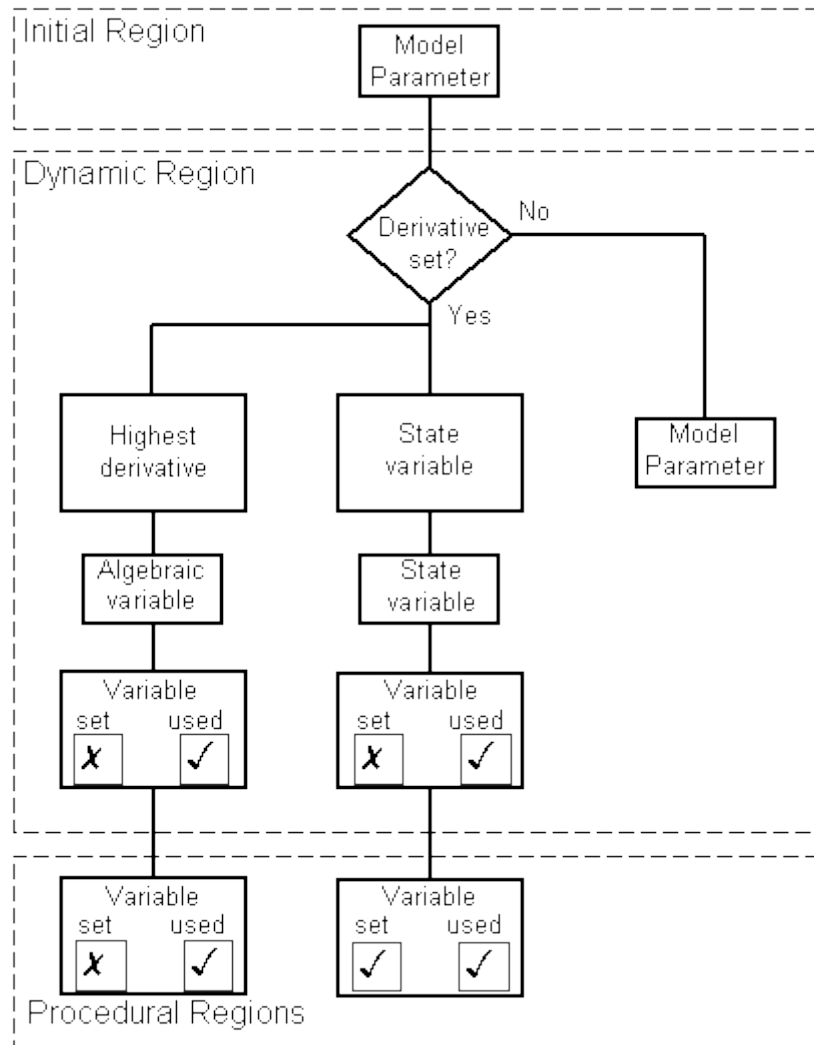 Initial Region
Model
Parameter
Dynamic Region
Derivative
set?
No
Yes
Highest
derivative
State
variable
Model
Parameter
Algebraic
variable
State
variable
Variable
set used
✗ ✓
Variable
set used
✗ ✓
Variable
set used
✗ ✓
Variable
set used
✓ ✓
Procedural Regions